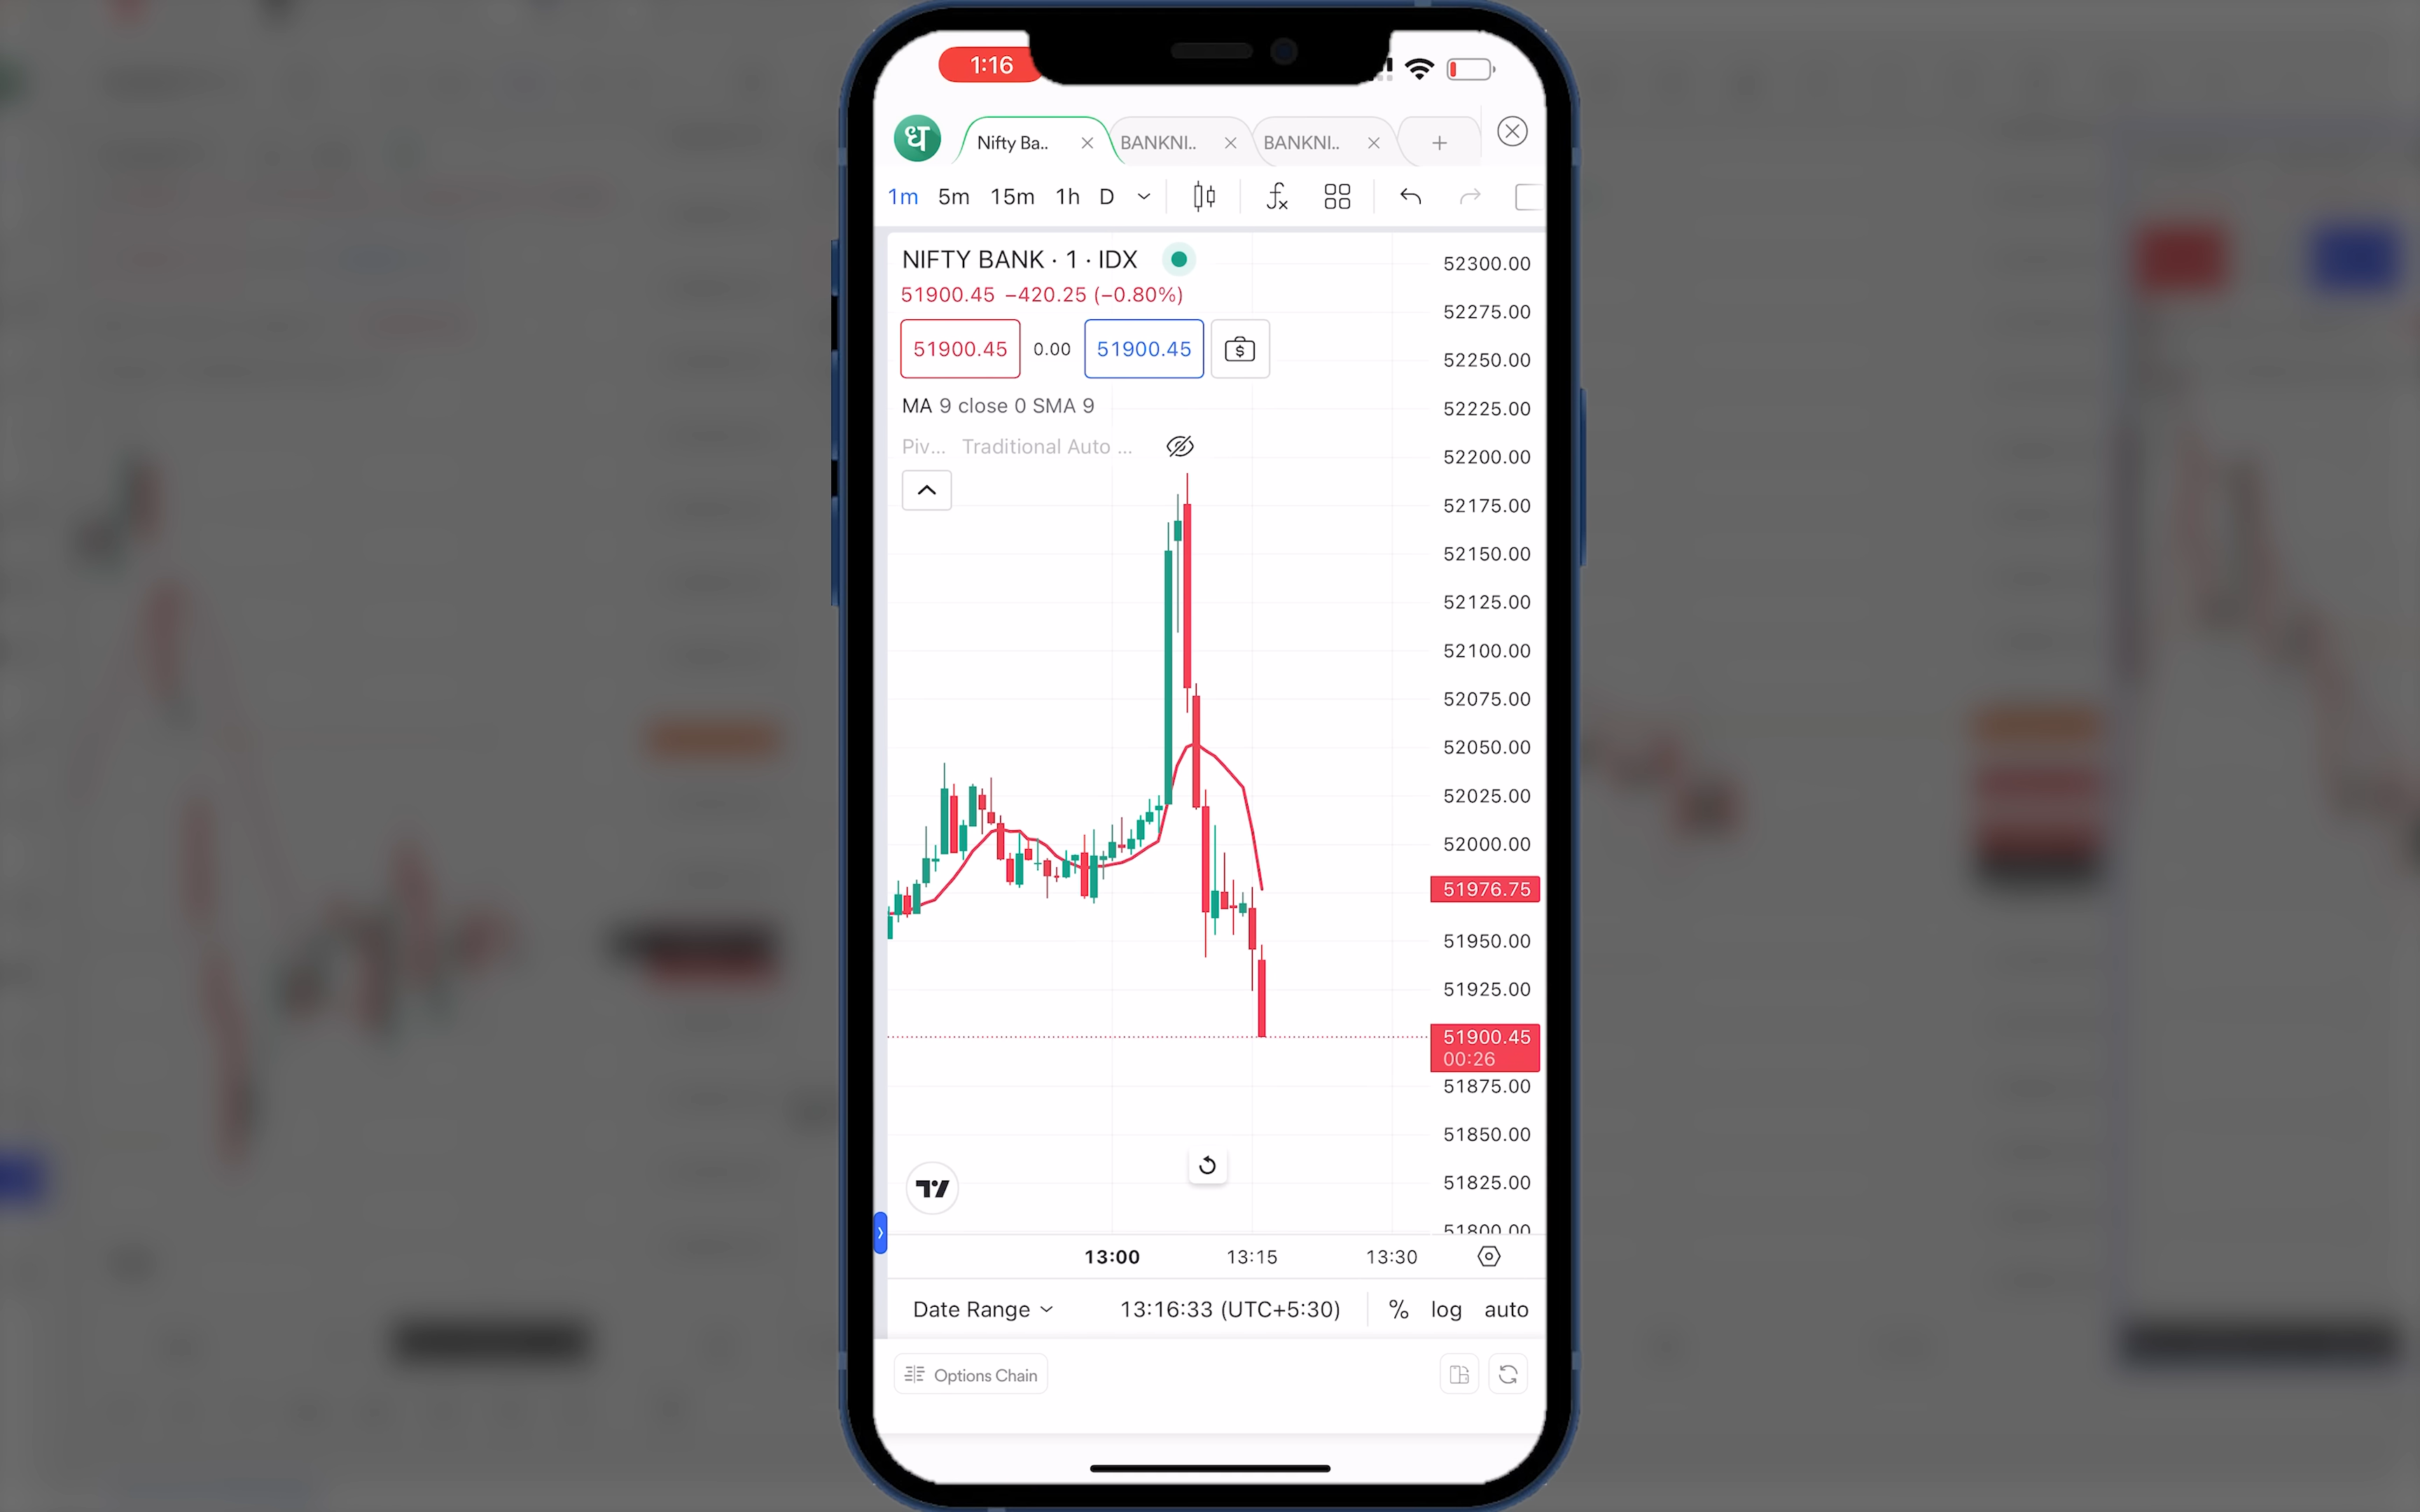 1:16
ध
Nifty Ba..
BANKNI..
BANKNI..
1m 5m 15m 1h D
NIFTY BANK · 1 · IDX
51900.45 −420.25 (−0.80%)
51900.45 0.00 51900.45
MA 9 close 0 SMA 9
Piv... Traditional Auto ...
52300.00
52275.00
52250.00
52225.00
52200.00
52175.00
52150.00
52125.00
52100.00
52075.00
52050.00
52025.00
52000.00
51976.75
51950.00
51925.00
51900.45
00:26
51875.00
51850.00
51825.00
51800.00
13:00 13:15 13:30
Date Range 13:16:33 (UTC+5:30) % log auto
Options Chain